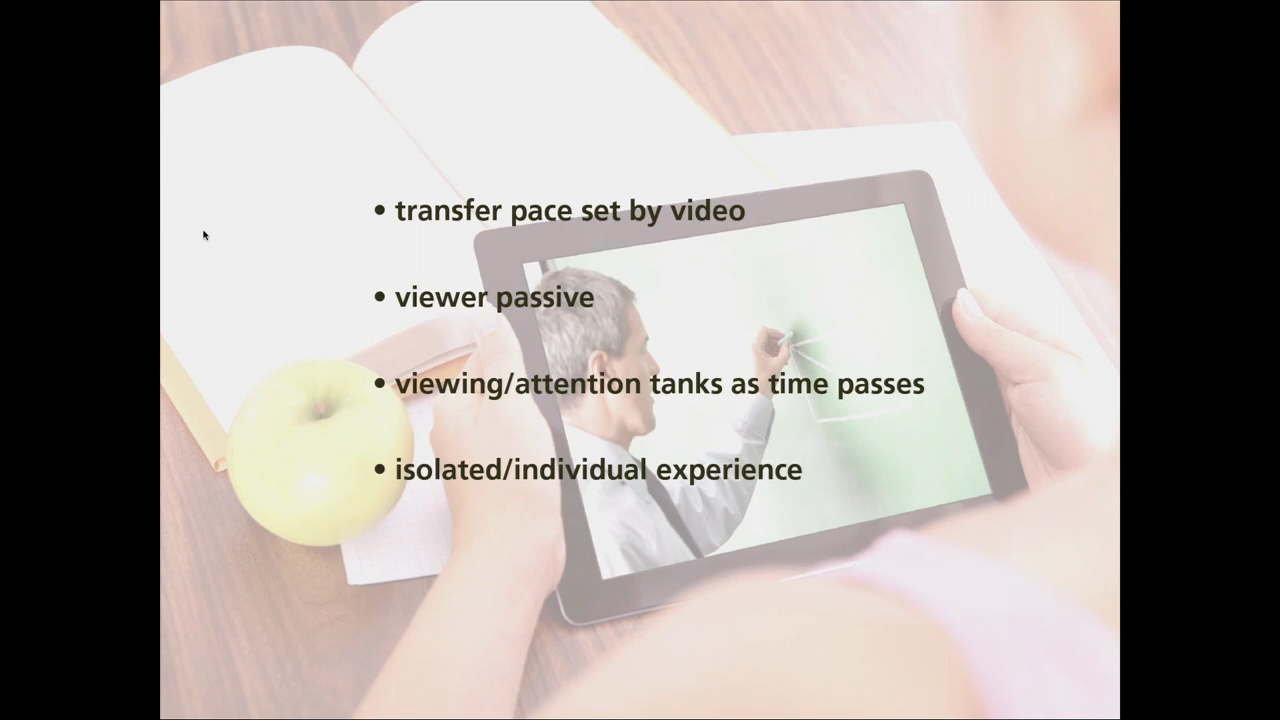 • transfer pace set by video
• viewer passive
• viewing/attention tanks as time passes
• isolated/individual experience